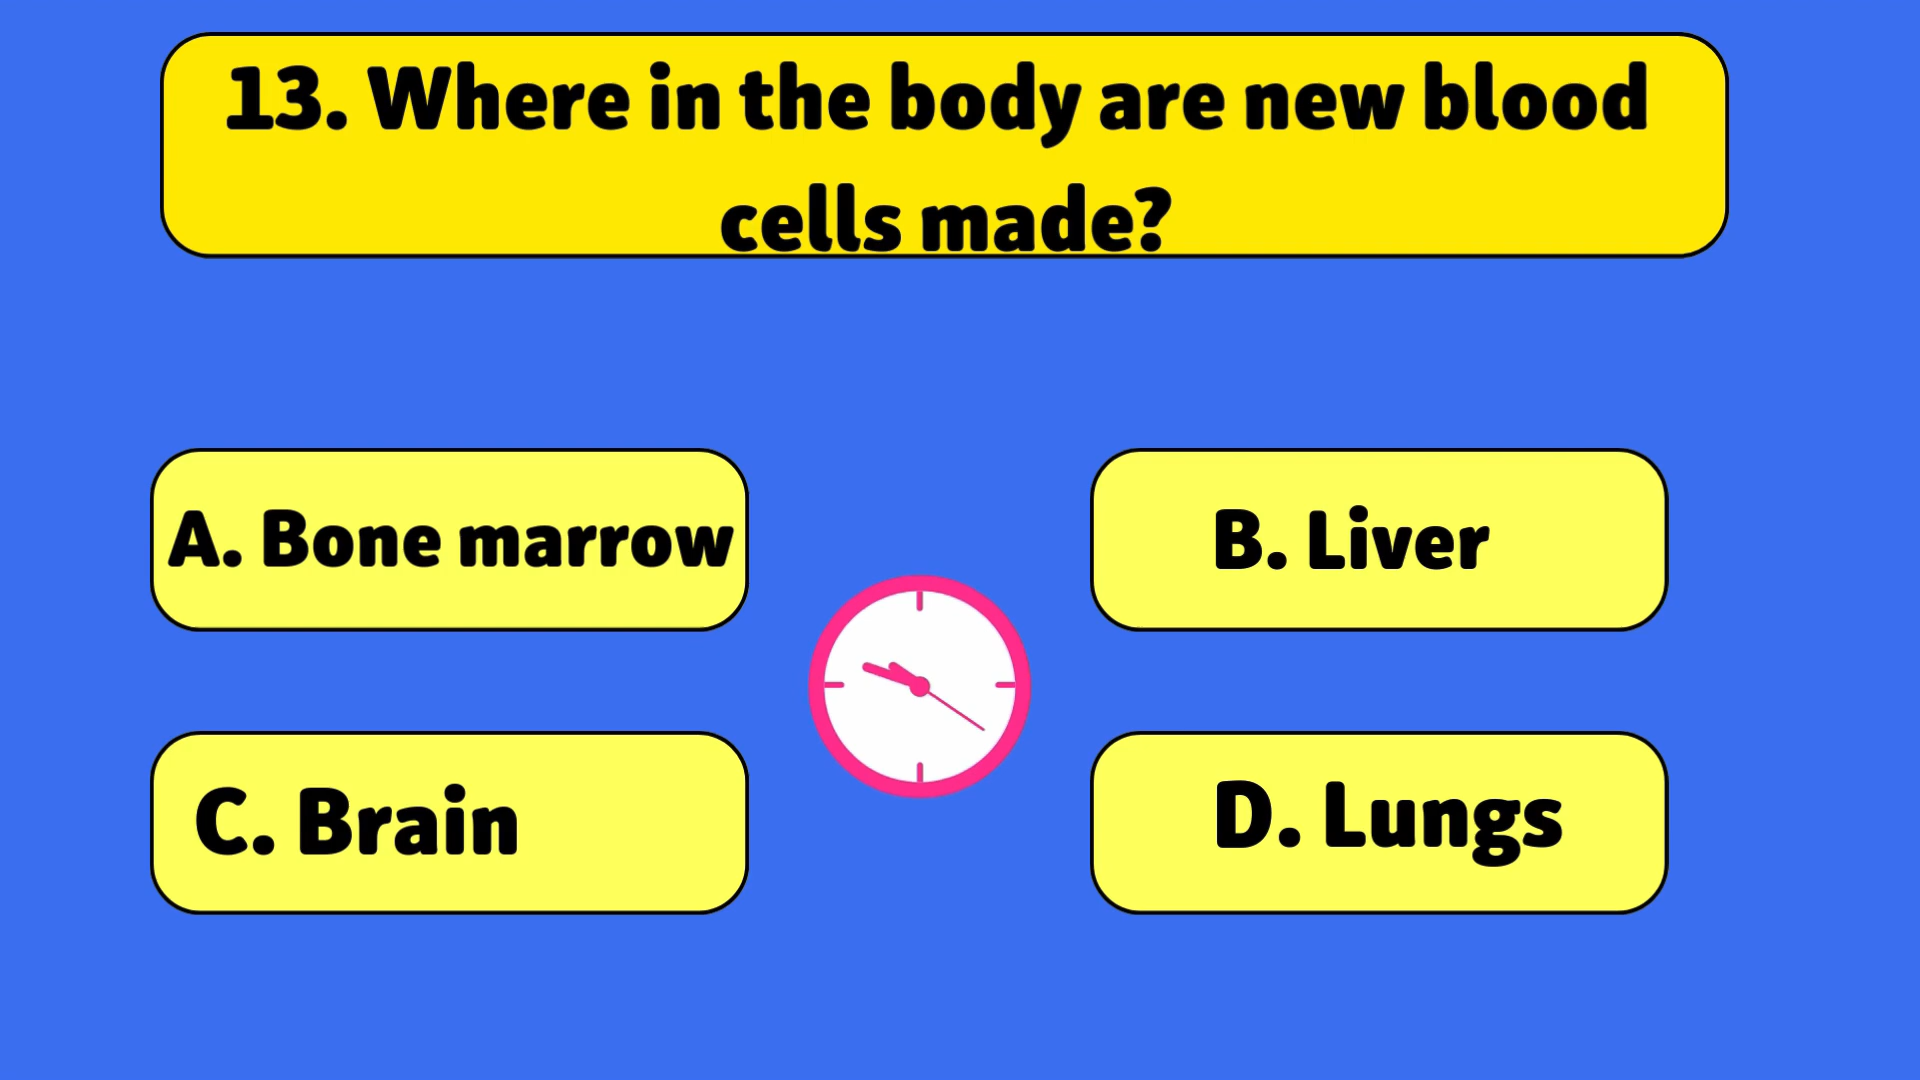 13. Where in the body are new blood
cells made?
A. Bone marrow
B. Liver
C. Brain
D. Lungs